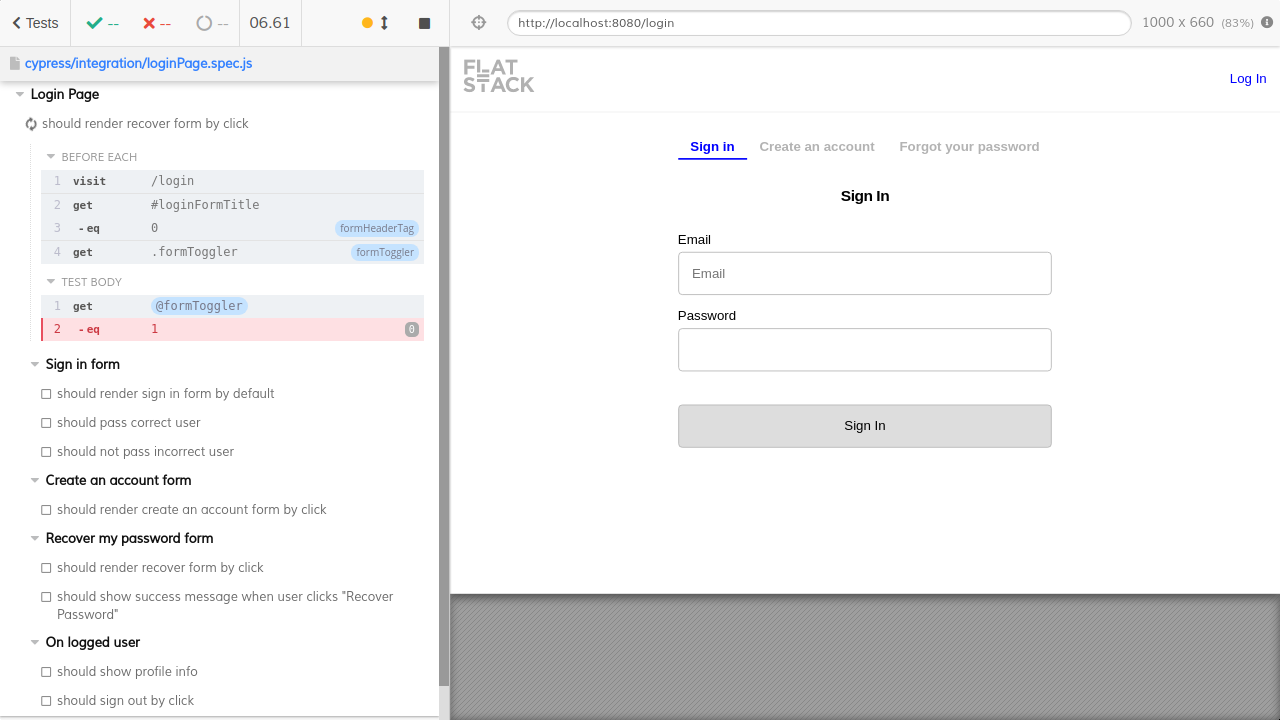 Tests
--
--
--
06.61
cypress/integration/loginPage.spec.js
Login Page
should render recover form by click
BEFORE EACH
1 visit /login
2 get #loginFormTitle
3 - eq 0 formHeaderTag
4 get .formToggler formToggler
TEST BODY
1 get @formToggler
2 - eq 1 0
Sign in form
should render sign in form by default
should pass correct user
should not pass incorrect user
Create an account form
should render create an account form by click
Recover my password form
should render recover form by click
should show success message when user clicks "Recover
Password"
On logged user
should show profile info
should sign out by click
http://localhost:8080/login
1000 x 660 (83%)
FLAT
STACK
Log In
Sign in Create an account Forgot your password
Sign In
Email
Email
Password
Sign In